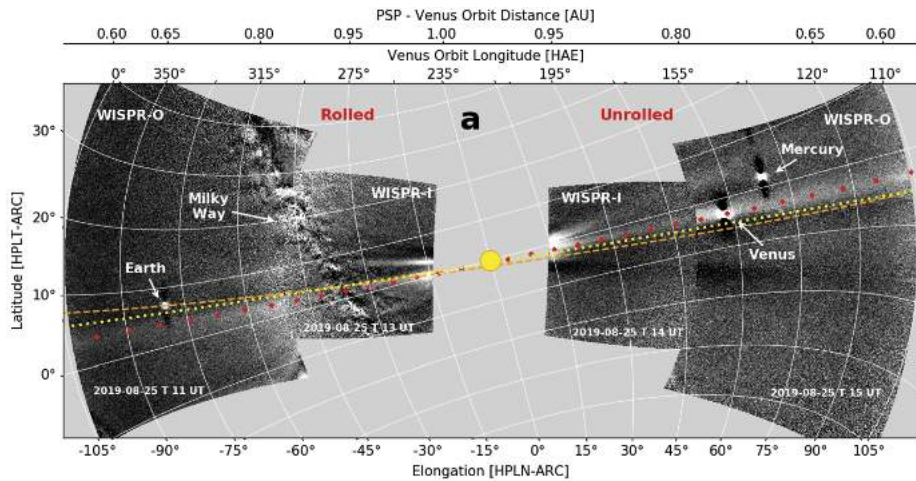 PSP - Venus Orbit Distance [AU]
0.60 0.65 0.85 0.95 1.00 0.95 0.80 0.65 0.60
Venus Orbit Longitude [HAE]
0° 350° 315° 275° 235° 195° 155° 120° 110°
WISPR-O Rolled a Unrolled WISPR-O
30° Mercury
WISPR-I WISPR-I
Milky
Way
20°
Venus
Earth
Latitude [HPLT-ARC]
10°
2019-08-25 T 13 UT 2019-08-25 T 14 UT
0°
2019-08-25 T 11 UT 2019-08-25 T 15 UT
-105° -90° -75° -60° -45° -30° -15° 0° 15° 30° 45° 60° 75° 90° 105°
Elongation [HPLN-ARC]